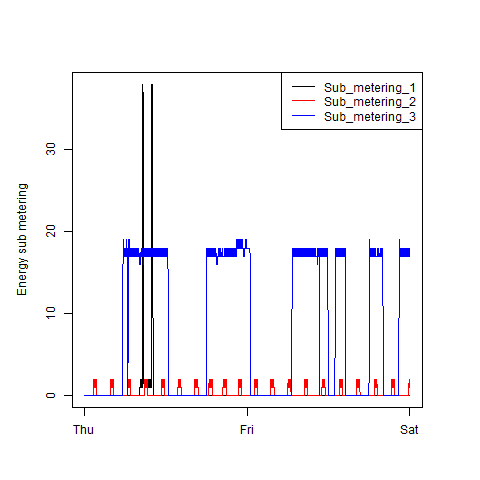 Sub_metering_1
Sub_metering_2
Sub_metering_3
Energy sub metering
30
20
10
0
Thu Fri Sat